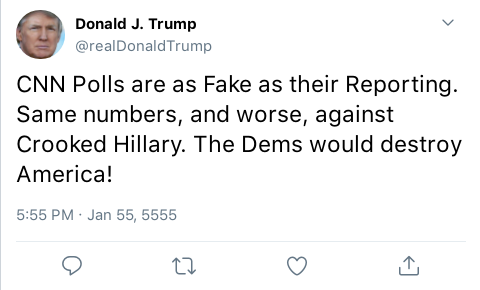 Donald J. Trump
@realDonaldTrump
CNN Polls are as Fake as their Reporting.
Same numbers, and worse, against
Crooked Hillary. The Dems would destroy
America!
5:55 PM · Jan 55, 5555